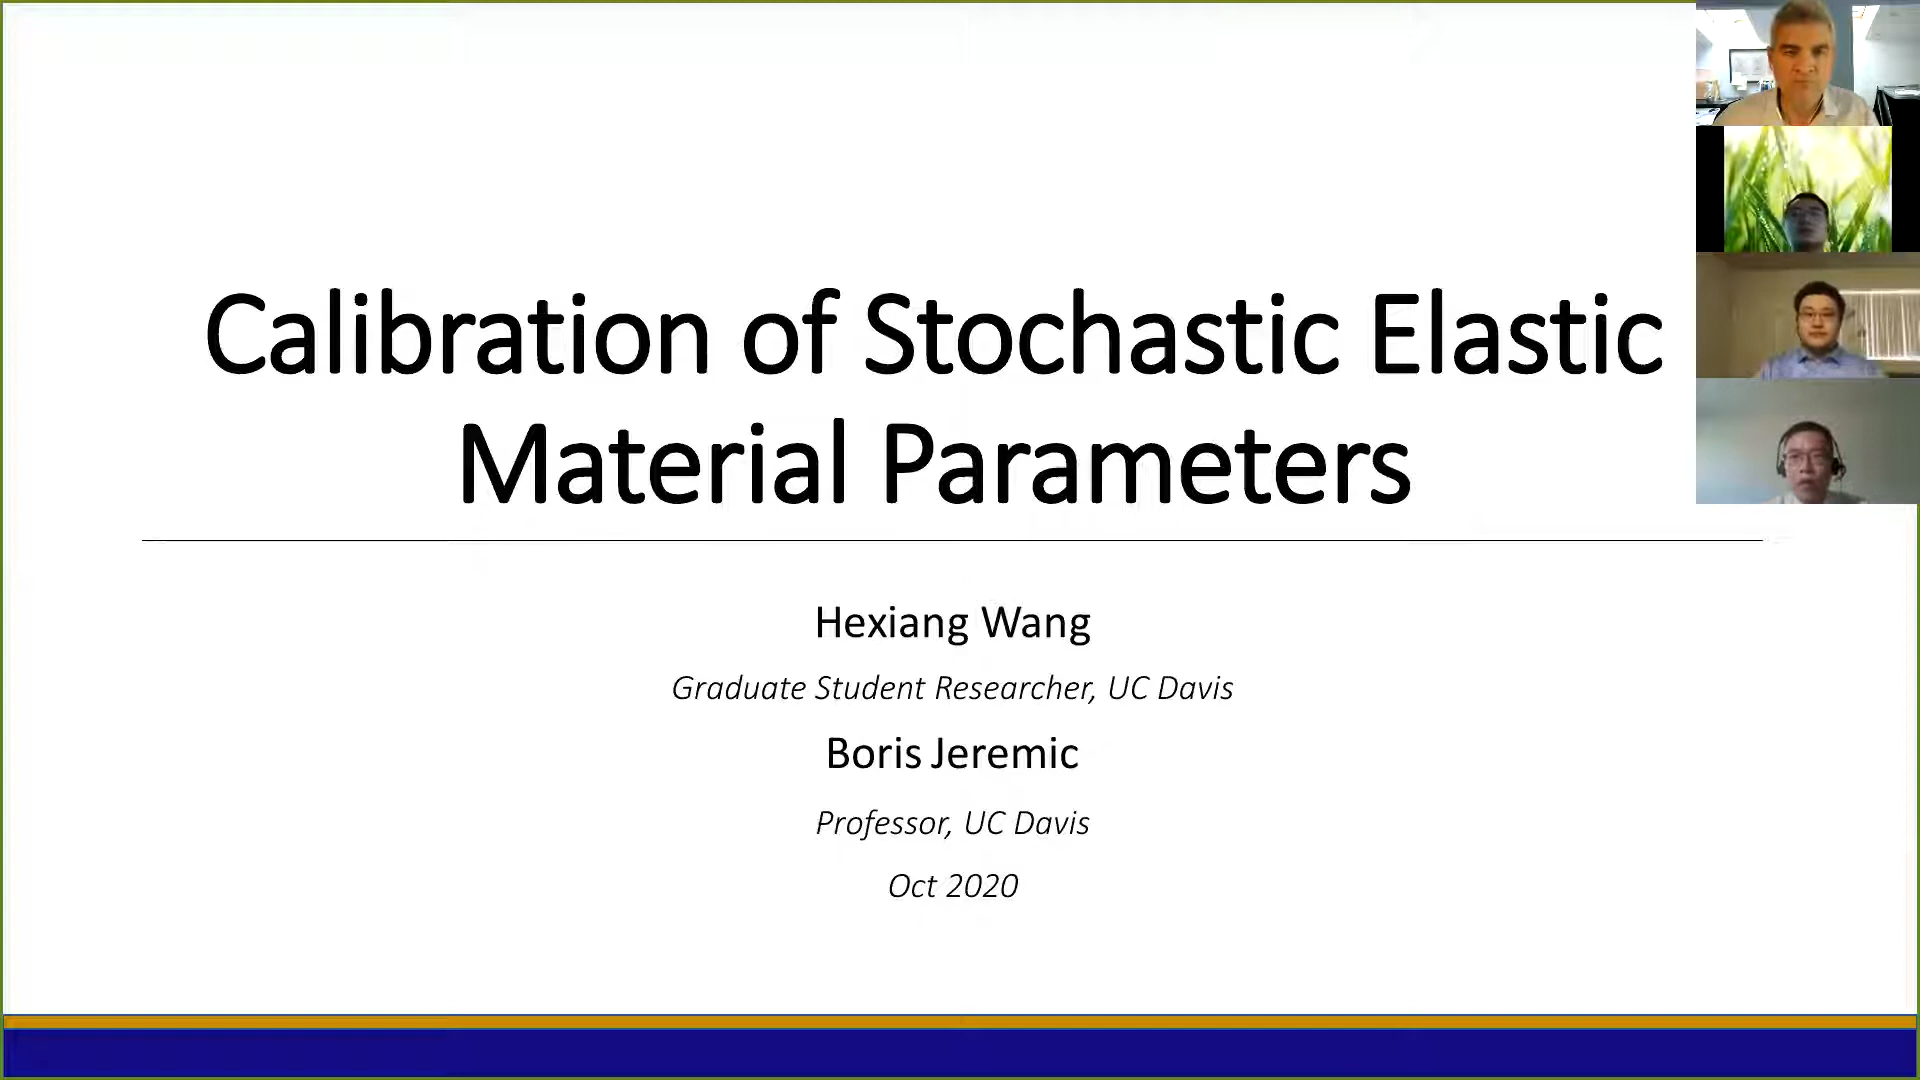 Calibration of Stochastic Elastic
Material Parameters
Hexiang Wang
Graduate Student Researcher, UC Davis
Boris Jeremic
Professor, UC Davis
Oct 2020